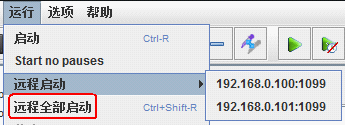 运行 选项 帮助
启动 Ctrl-R
Start no pauses
远程启动
192.168.0.100:1099
远程全部启动 Ctrl+Shift-R
192.168.0.101:1099